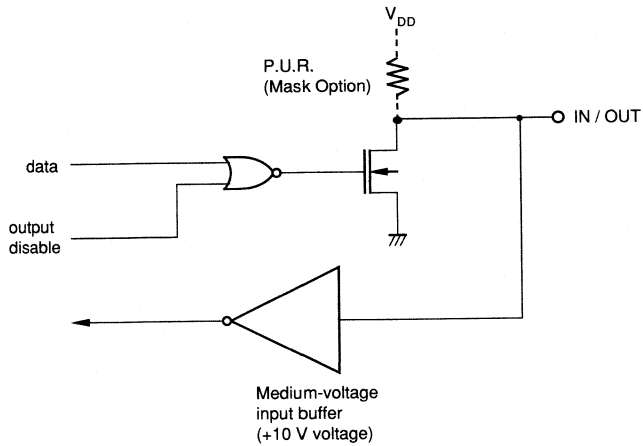 V DD
P.U.R.
(Mask Option)
IN / OUT
data
output
disable
Medium-voltage
input buffer
(+10 V voltage)